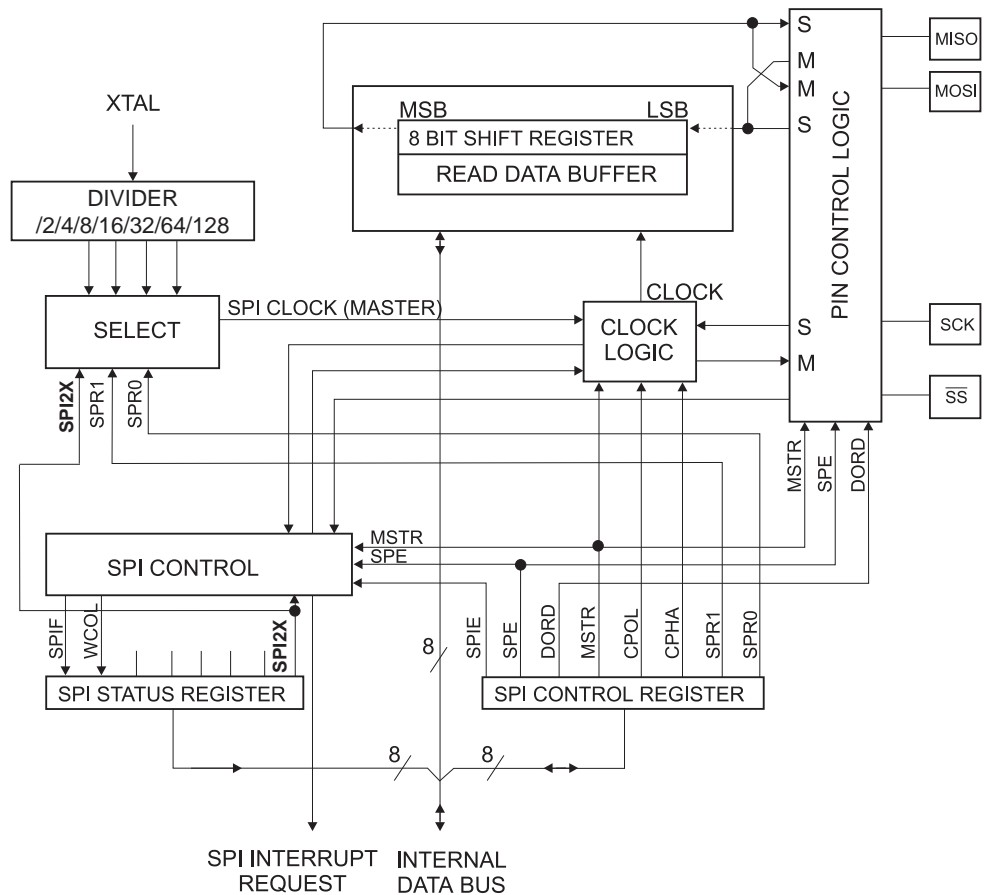 S
MISO
M
M
MOSI
XTAL
MSB
LSB
S
8 BIT SHIFT REGISTER
READ DATA BUFFER
DIVIDER
/2/4/8/16/32/64/128
PIN CONTROL LOGIC
SPI CLOCK (MASTER)
CLOCK
SELECT
CLOCK
LOGIC
S
M
SCK
SS
SPI2X
SPR1
SPR0
MSTR
SPE
DORD
MSTR
SPE
SPI CONTROL
SPIF
WCOL
SPI2X
8
SPIE
SPE
DORD
MSTR
CPOL
CPHA
SPR1
SPR0
SPI STATUS REGISTER
SPI CONTROL REGISTER
8
8
SPI INTERRUPT
REQUEST
INTERNAL
DATA BUS